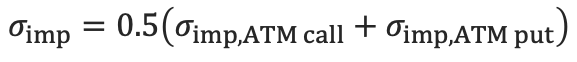 σ_imp = 0.5(σ_imp,ATM call + σ_imp,ATM put)